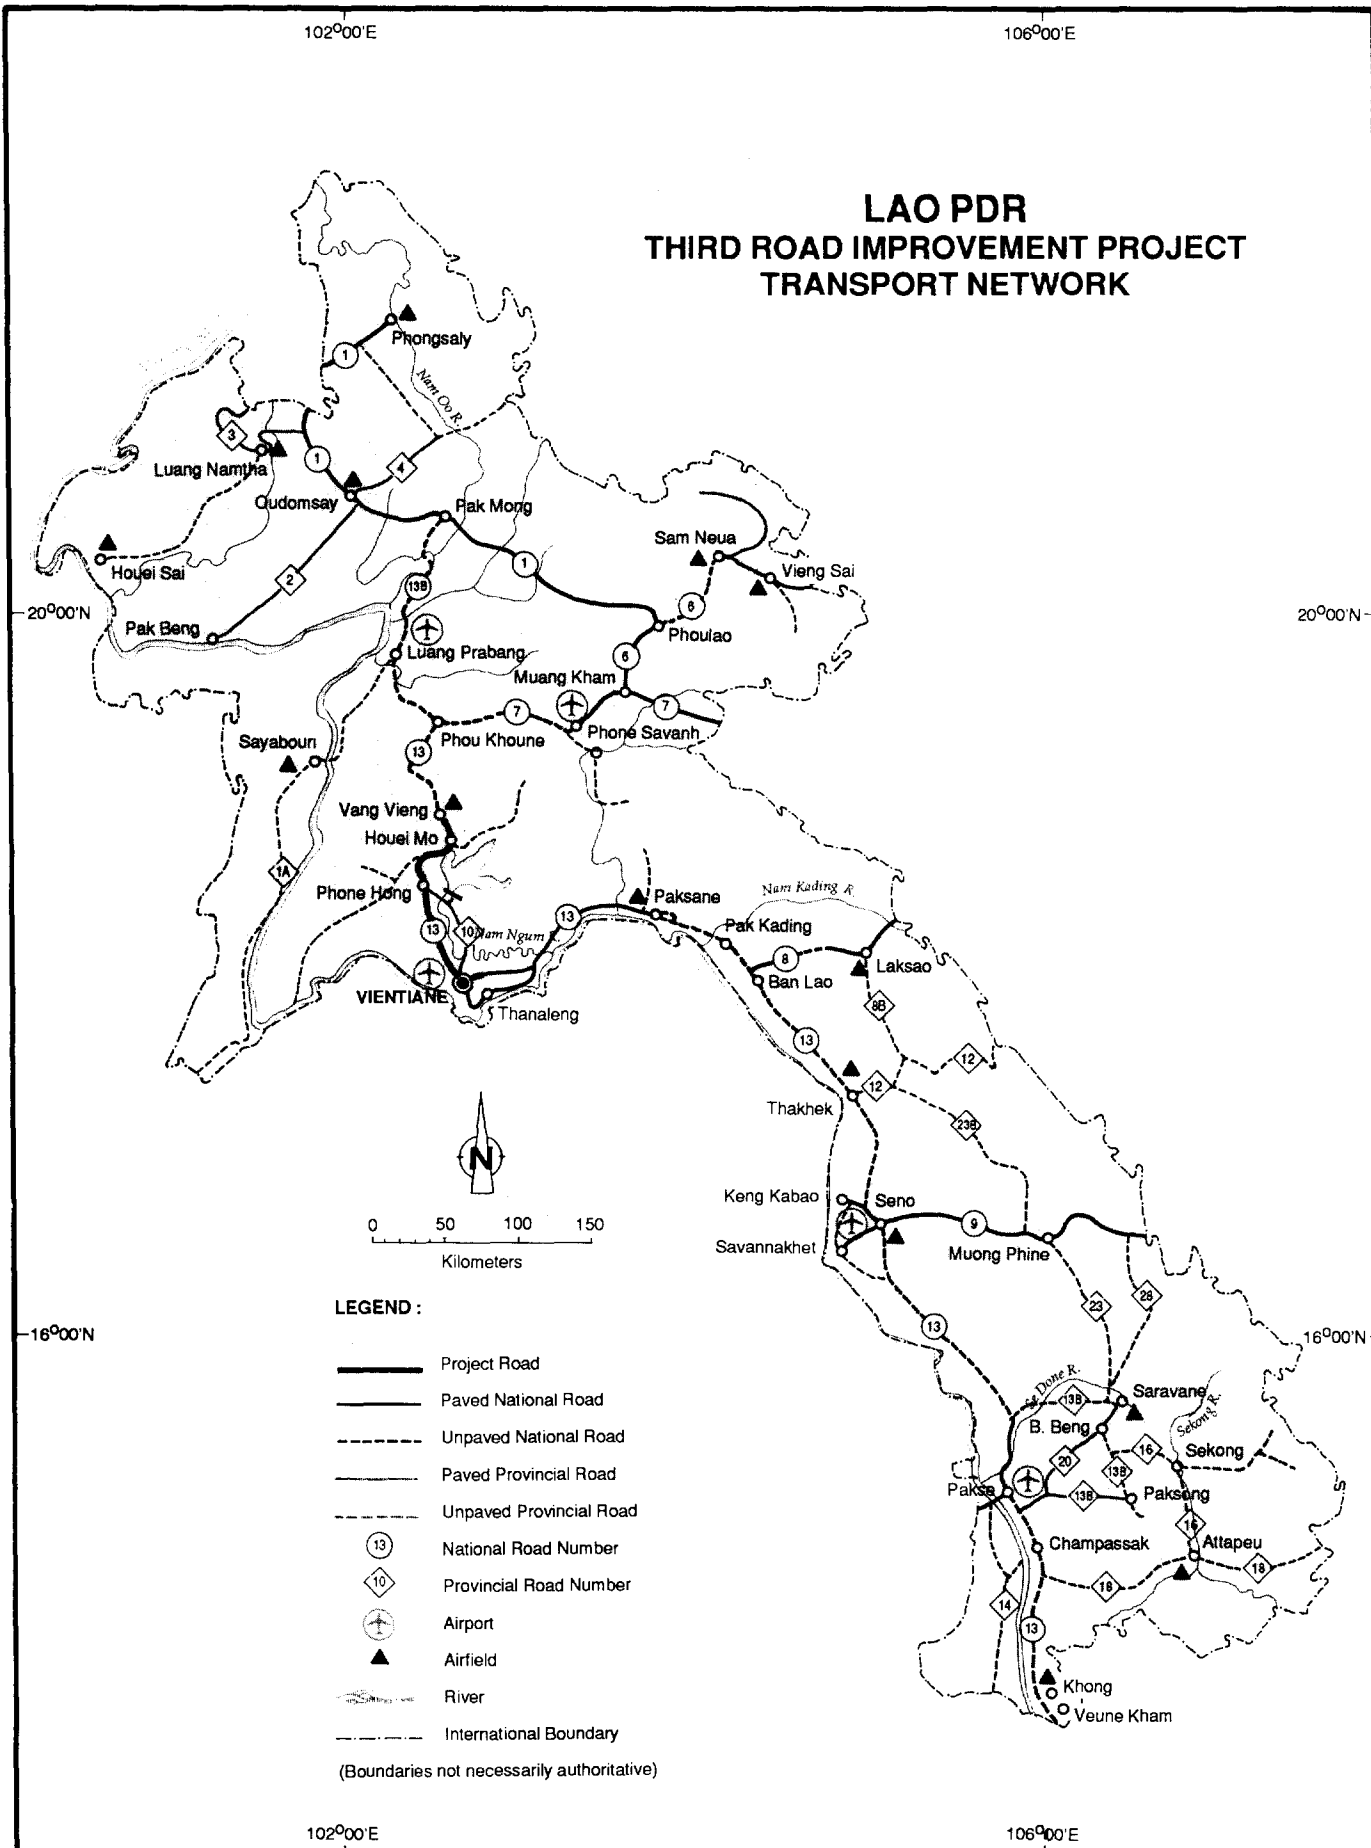 102°00'E
106°00'E
LAO PDR
THIRD ROAD IMPROVEMENT PROJECT
TRANSPORT NETWORK
Phongsaly
1
Nam Oo R.
3
Luang Namtha
1
4
Oudomsay
Pak Mong
Sam Neua
1
Houei Sai
Vieng Sai
2
13B
6
20°00'N
20°00'N
Pak Beng
Phoulao
Luang Prabang
6
Muang Kham
7
7
Phone Savanh
Sayabouri
Phou Khoune
13
Vang Vieng
Houei Mo
1A
Phone Hong
Paksane
Nam Kading R.
13
10
Nam Ngum
13
Pak Kading
8
Laksao
Ban Lao
VIENTIANE
Thanaleng
8B
13
12
12
Thakhek
23B
N
Keng Kabao
Seno
9
Savannakhet
Muong Phine
0 50 100 150
Kilometers
23
28
LEGEND :
16°00'N
16°00'N
13
Project Road
Se Done R.
Saravane
13B
Paved National Road
B. Beng
Sekong R.
Unpaved National Road
16
Sekong
20
13B
Paved Provincial Road
Pakse
13B
Paksong
Unpaved Provincial Road
16
13 National Road Number
Champassak
Attapeu
18
18
10 Provincial Road Number
14
13
Airport
Airfield
Khong
River
Veune Kham
International Boundary
(Boundaries not necessarily authoritative)
102°00'E
106°00'E